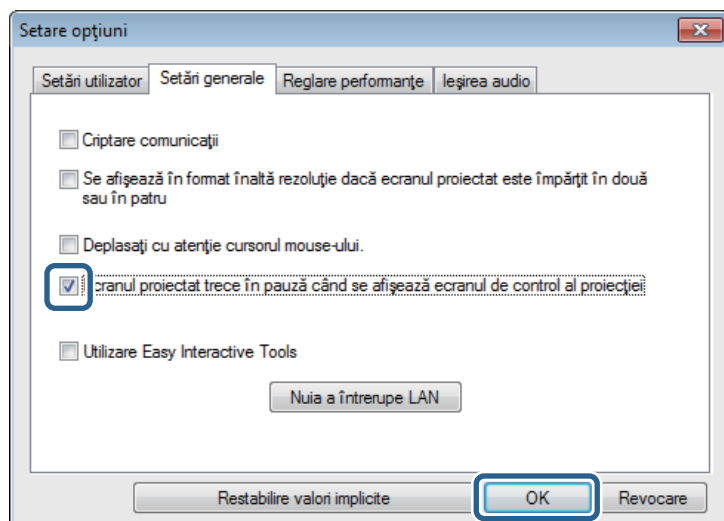 Setare opţiuni
Setări utilizator Setări generale Reglare performanţe Ieşirea audio
Criptare comunicaţii
Se afişează în format înaltă rezoluţie dacă ecranul proiectat este împărţit în două
sau în patru
Deplasaţi cu atenţie cursorul mouse-ului.
cranul proiectat trece în pauză când se afişează ecranul de control al proiecţiei
Utilizare Easy Interactive Tools
Nuia a întrerupe LAN
Restabilire valori implicite OK Revocare